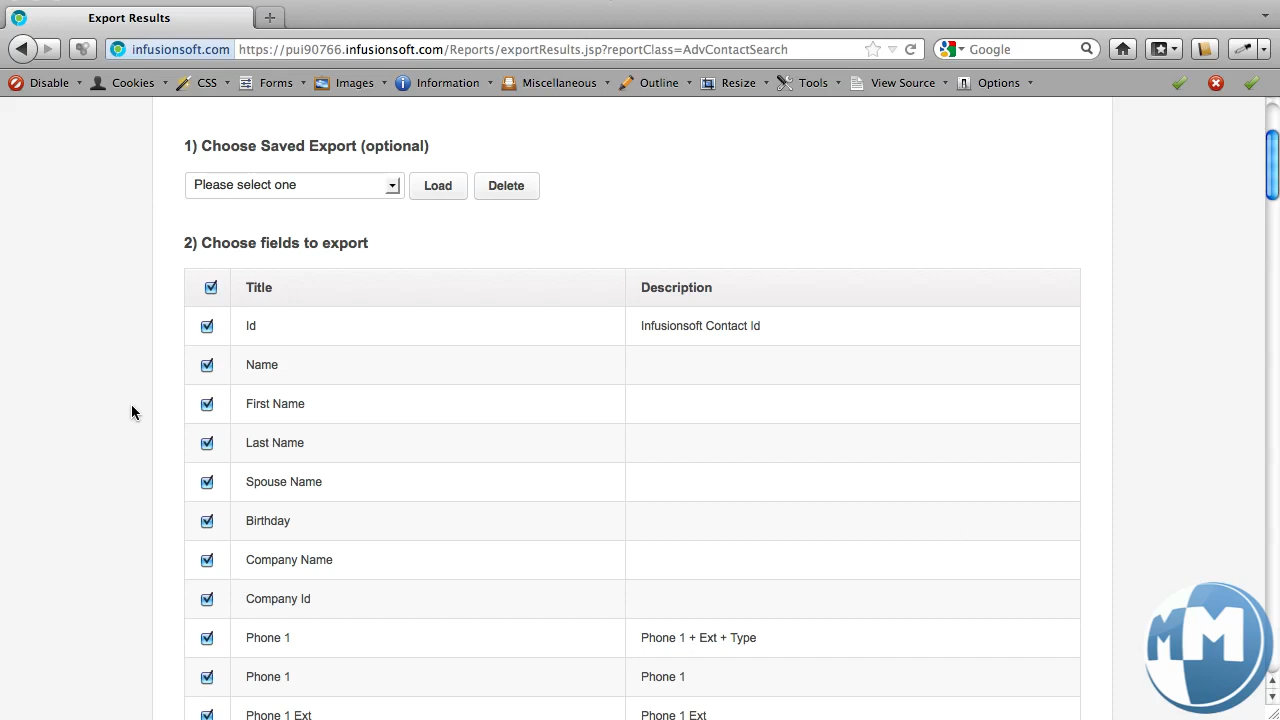 Export Results
infusionsoft.com https://pui90766.infusionsoft.com/Reports/exportResults.jsp?reportClass=AdvContactSearch Google
Disable Cookies CSS Forms Images Information Miscellaneous Outline Resize Tools View Source Options
1) Choose Saved Export (optional)
Please select one Load Delete
2) Choose fields to export
Title Description
Id Infusionsoft Contact Id
Name
First Name
Last Name
Spouse Name
Birthday
Company Name
Company Id
Phone 1 Phone 1 + Ext + Type
Phone 1 Phone 1
Phone 1 Ext Phone 1 Ext
MM